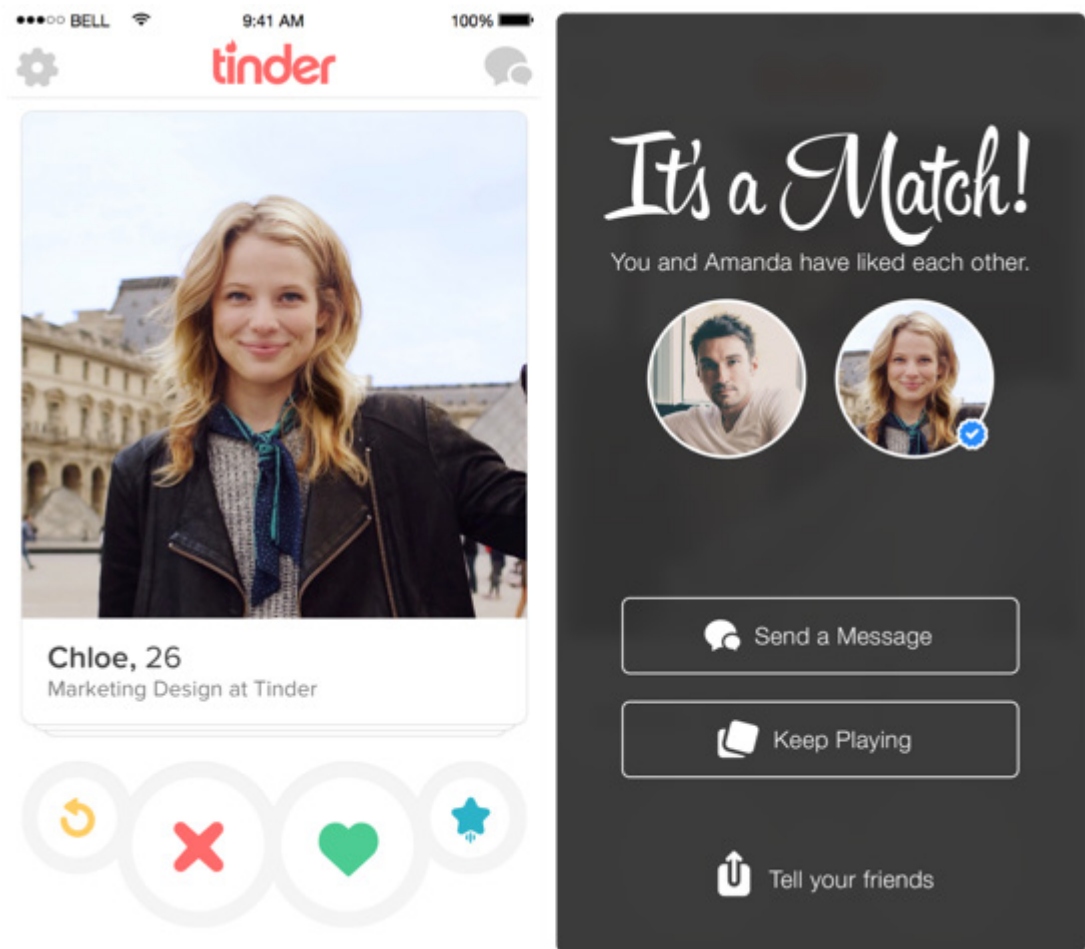 BELL 9:41 AM 100%
tinder
Chloe, 26
Marketing Design at Tinder
It's a Match!
You and Amanda have liked each other.
Send a Message
Keep Playing
Tell your friends